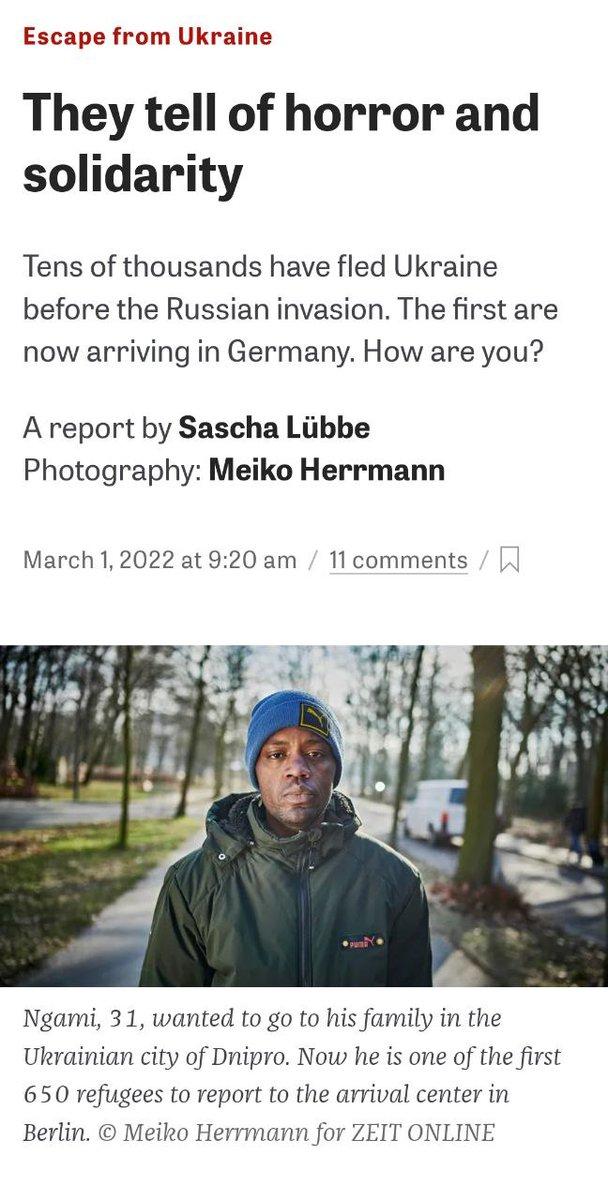 Escape from Ukraine
They tell of horror and
solidarity
Tens of thousands have fled Ukraine
before the Russian invasion. The first are
now arriving in Germany. How are you?
A report by Sascha Lübbe
Photography: Meiko Herrmann
March 1, 2022 at 9:20 am / 11 comments /
PUMA
Ngami, 31, wanted to go to his family in the
Ukrainian city of Dnipro. Now he is one of the first
650 refugees to report to the arrival center in
Berlin. © Meiko Herrmann for ZEIT ONLINE